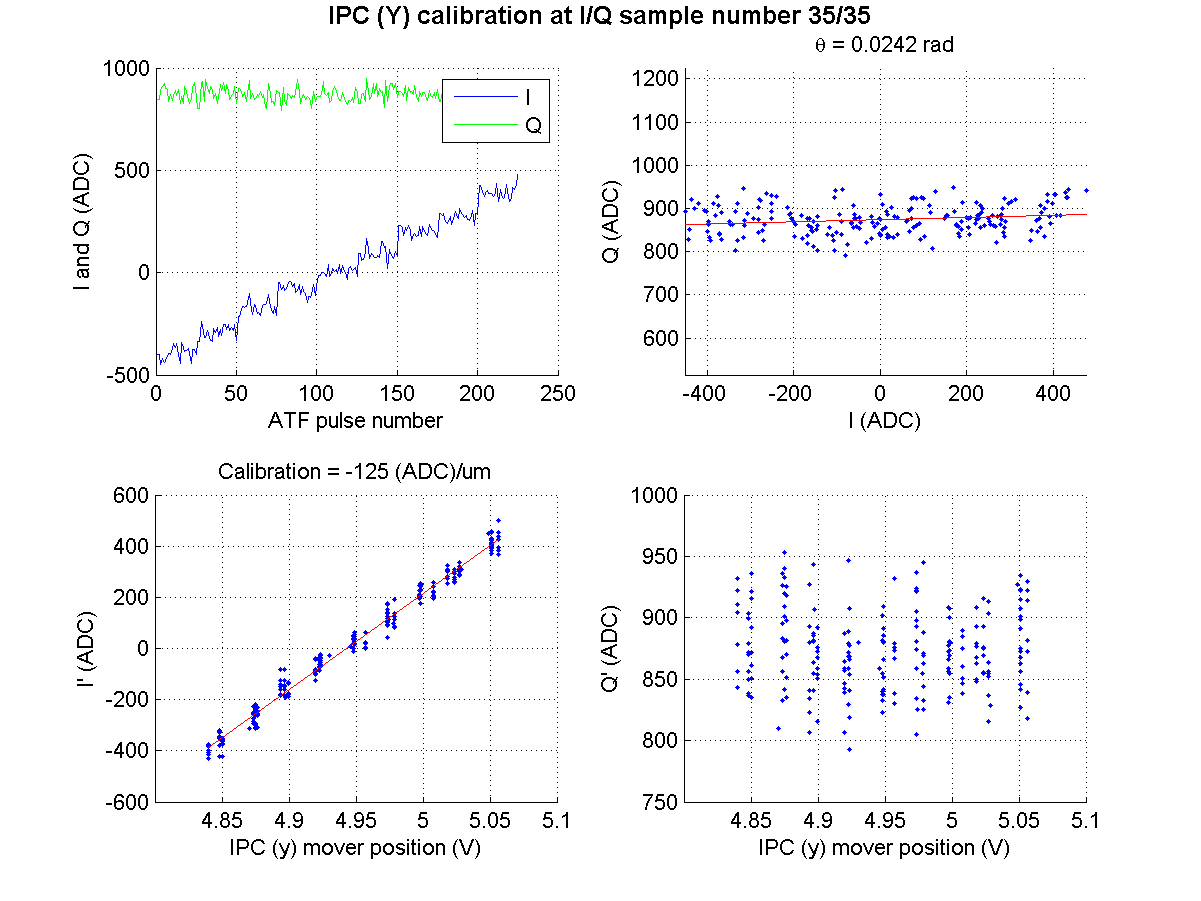 IPC (Y) calibration at I/Q sample number 35/35
I and Q (ADC)
1000
500
0
-500
0 50 100 150 200 250
ATF pulse number
I
Q
θ = 0.0242 rad
Q (ADC)
1200
1100
1000
900
800
700
600
-400 -200 0 200 400
I (ADC)
Calibration = -125 (ADC)/um
I' (ADC)
600
400
200
0
-200
-400
-600
4.85 4.9 4.95 5 5.05 5.1
IPC (y) mover position (V)
Q' (ADC)
1000
950
900
850
800
750
4.85 4.9 4.95 5 5.05 5.1
IPC (y) mover position (V)